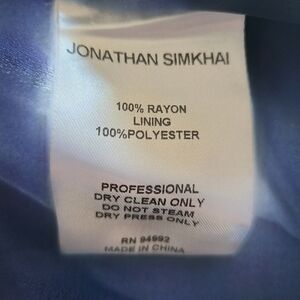 JONATHAN SIMKHAI
100% RAYON
LINING
100%POLYESTER
PROFESSIONAL
DRY CLEAN ONLY
DO NOT STEAM
DRY PRESS ONLY
RN 94992
MADE IN CHINA